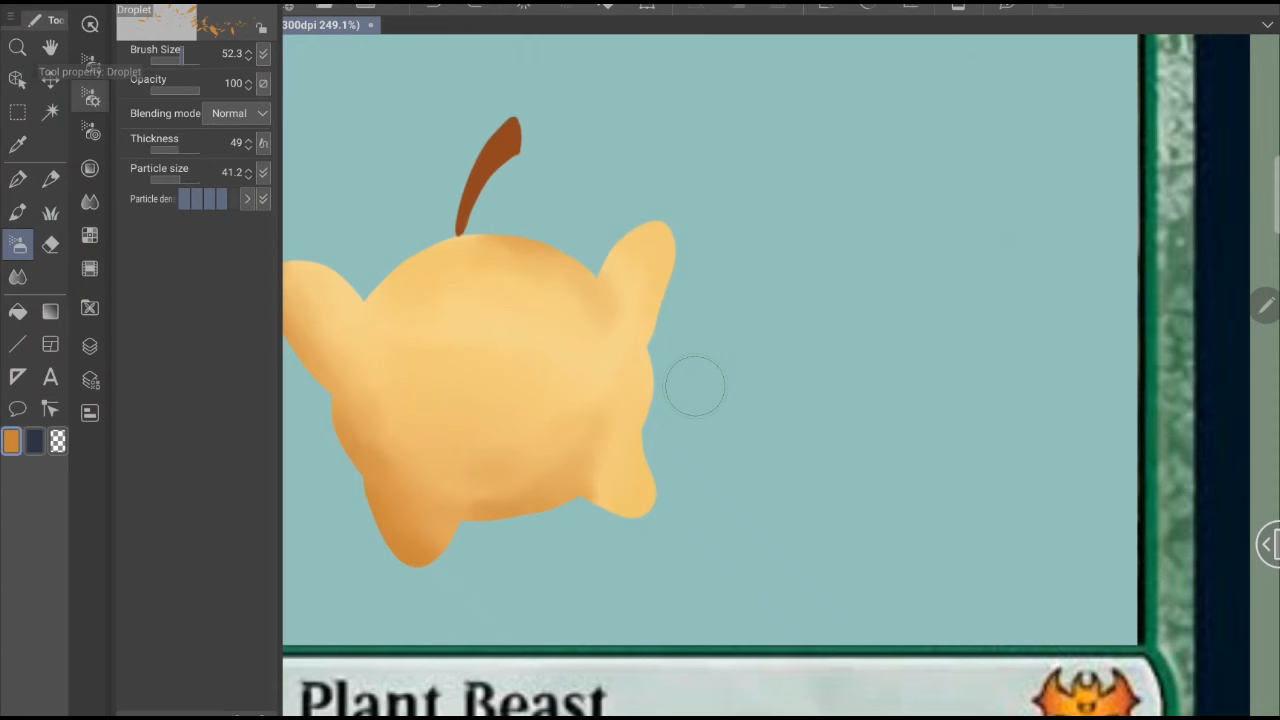 Droplet
Too
300dpi 249.1%)
Brush Size 52.3
Tool property: Droplet
Opacity 100
Blending mode Normal
Thickness 49
Particle size 41.2
Particle den
Plant Beast